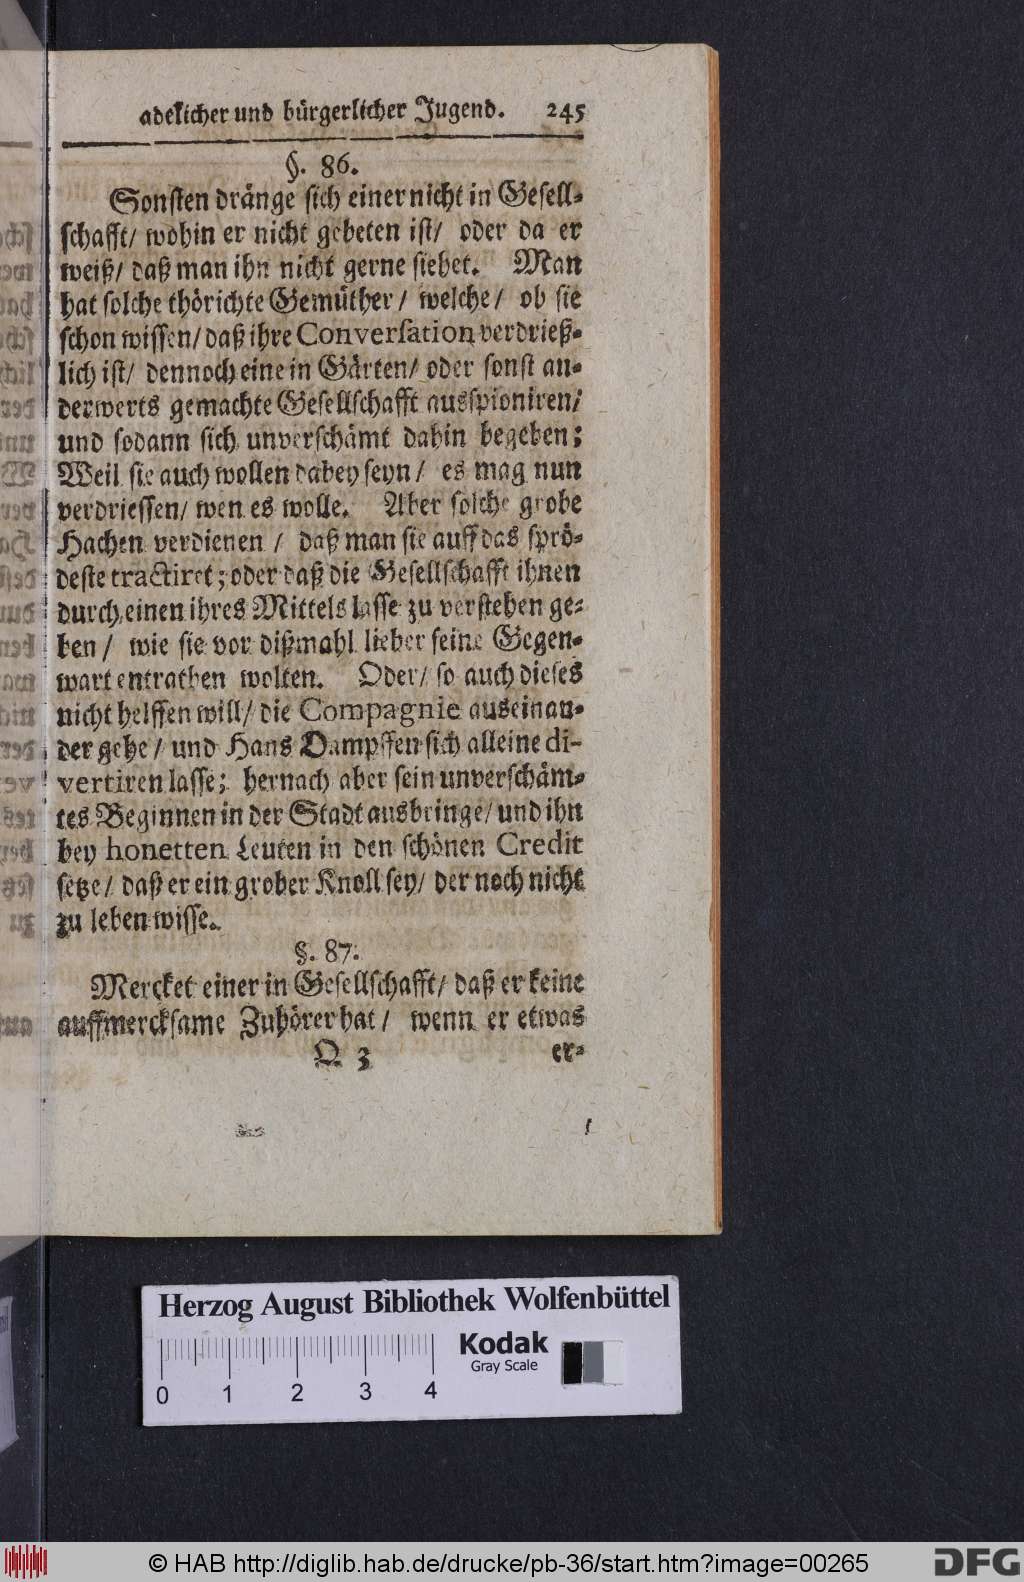 adelicher und bürgerlicher Jugend. 245
§. 86.
Sonsten dränge sich einer nicht in Gesell-
schafft/ wohin er nicht gebeten ist/ oder da er
weiß/ daß man ihn nicht gerne siehet. Man
hat solche thörichte Gemüther/ welche/ ob sie
schon wissen/ daß ihre Conversation verdrieß-
lich ist/ dennoch eine in Gärten/ oder sonst an-
derwerts gemachte Gesellschafft ausspioniren/
und sodann sich unverschämt dahin begeben;
Weil sie auch wollen dabey seyn/ es mag nun
verdriessen/ wen es wolle. Aber solche grobe
Hachen verdienen/ daß man sie auff das sprö-
deste tractiret; oder daß die Gesellschafft ihnen
durch einen ihres Mittels lasse zu verstehen ge-
ben/ wie sie vor dißmahl lieber seine Gegen-
wart entrathen wolten. Oder/ so auch dieses
nicht helffen will/ die Compagnie auseinan-
der gehe/ und Hans Dampffen sich alleine di-
vertiren lasse; hernach aber sein unverschäm-
tes Beginnen in der Stadt ausbringe/ und ihn
bey honetten Leuten in den schönen Credit
setze/ daß er ein grober Knoll sey/ der noch nicht
zu leben wisse.
§. 87.
Mercket einer in Gesellschafft/ daß er keine
auffmercksame Zuhörer hat/ wenn er etwas
Q 3 er-
Herzog August Bibliothek Wolfenbüttel
Kodak
Gray Scale
0 1 2 3 4
© HAB http://diglib.hab.de/drucke/pb-36/start.htm?image=00265
DFG